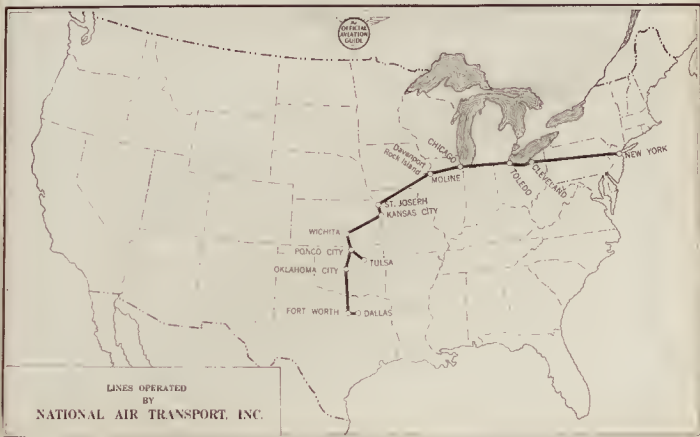 The
OFFICIAL
AVIATION
GUIDE
CHICAGO
Davenport
Rock Island
MOLINE
TOLEDO
CLEVELAND
NEW YORK
ST. JOSEPH
KANSAS CITY
WICHITA
PONCO CITY
TULSA
OKLAHOMA CITY
FORT WORTH
DALLAS
LINES OPERATED
BY
NATIONAL AIR TRANSPORT, INC.